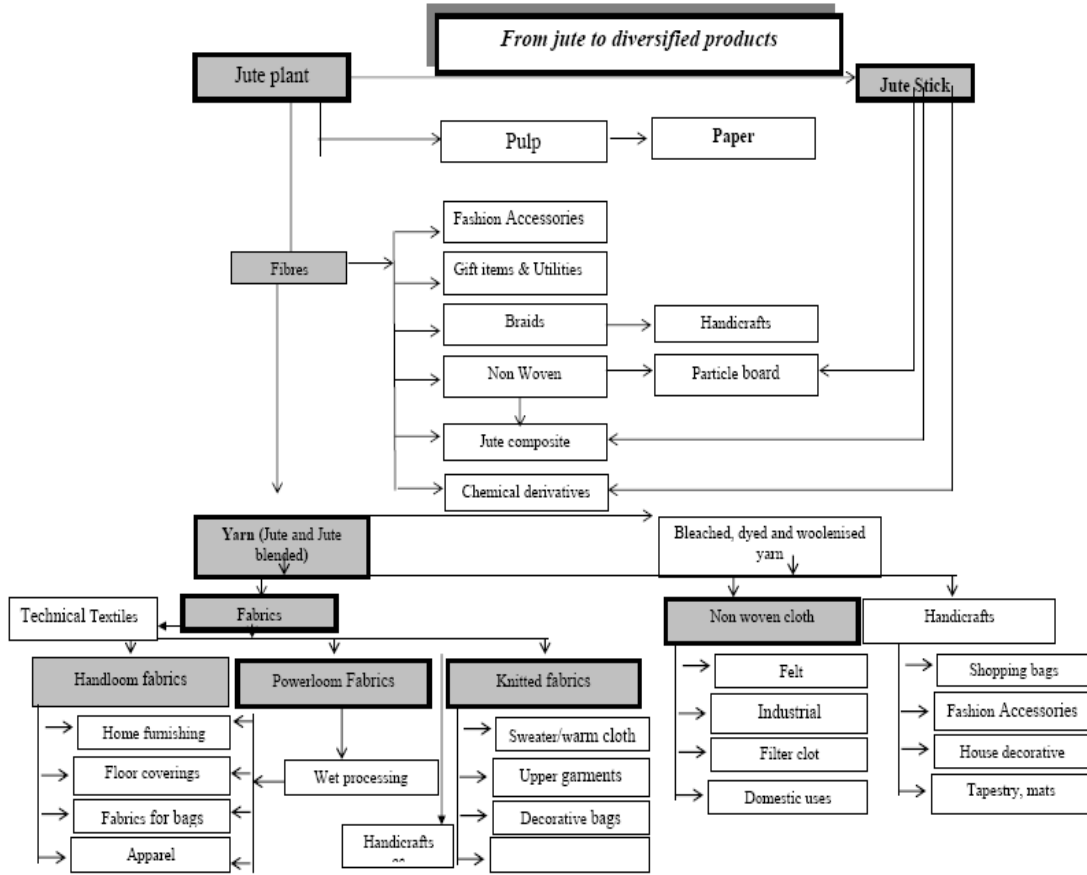 From jute to diversified products
Jute plant
Jute Stick
Pulp
Paper
Fashion Accessories
Fibres
Gift items & Utilities
Braids
Handicrafts
Non Woven
Particle board
Jute composite
Chemical derivatives
Yarn (Jute and Jute
blended)
Bleached, dyed and woolenised
yarn
Technical Textiles
Fabrics
Non woven cloth
Handicrafts
Handloom fabrics
Powerloom Fabrics
Knitted fabrics
Home furnishing
Floor coverings
Fabrics for bags
Apparel
Wet processing
Handicrafts
Sweater/warm cloth
Upper garments
Decorative bags
Felt
Industrial
Filter clot
Domestic uses
Shopping bags
Fashion Accessories
House decorative
Tapestry, mats